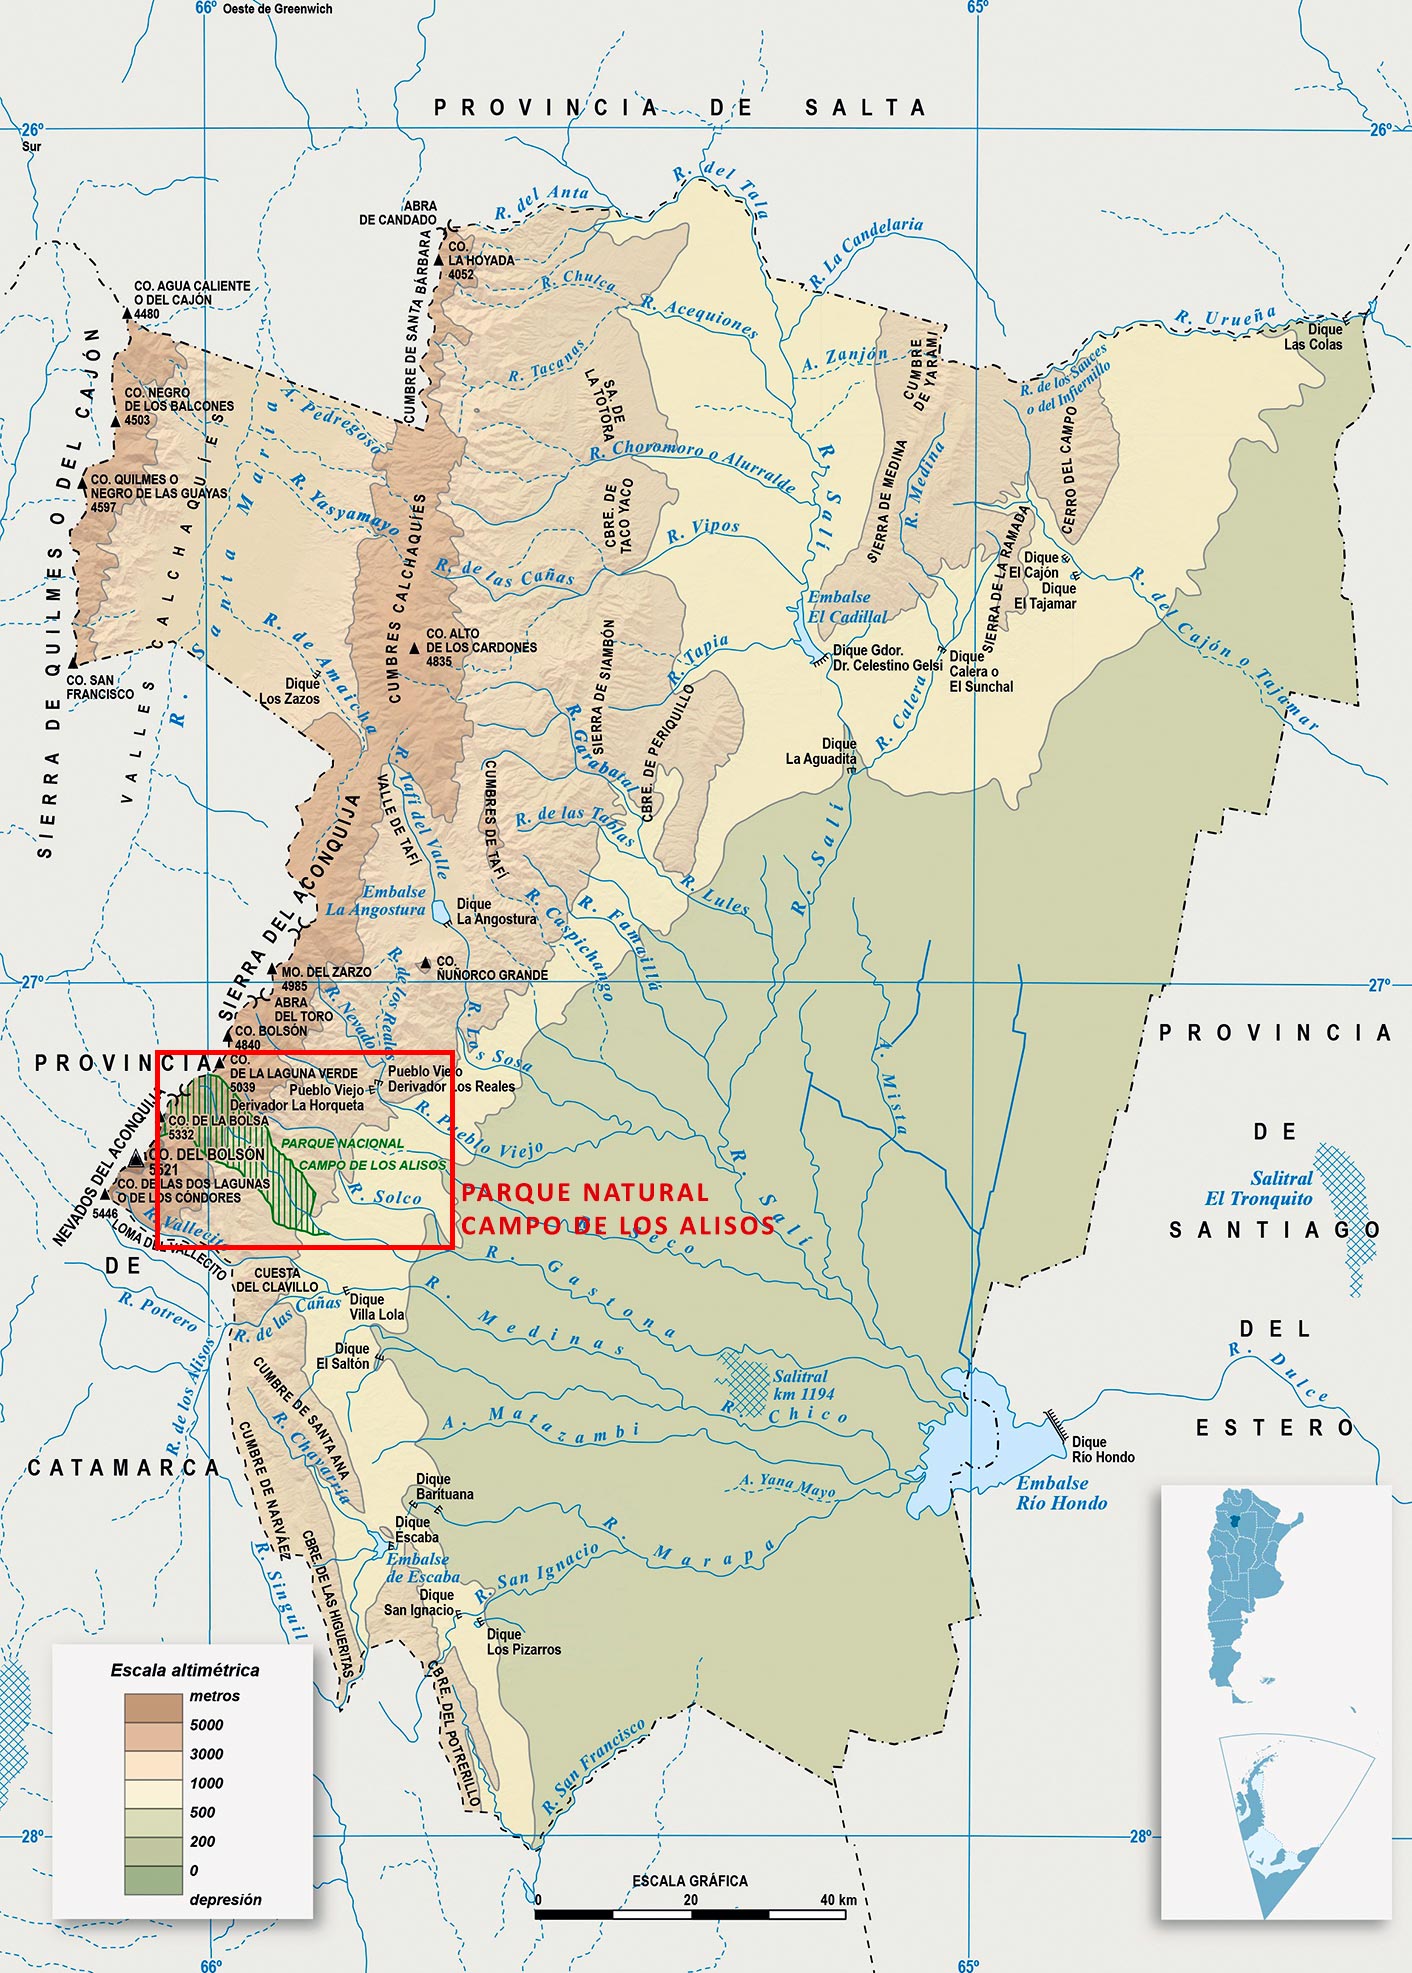 66º
Oeste de Greenwich
65º
PROVINCIA DE SALTA
26º
Sur
26º
R. del Tala
R. del Anta
ABRA
DE CANDADO
R. La Candelaria
CO.
LA HOYADA
4052
CUMBRE DE SANTA BÁRBARA
R. Chulca
R. Acequiones
CO. AGUA CALIENTE
O DEL CAJÓN
4480
R. Urueña
Dique
Las Colas
A. Zanjón
CUMBRE
DE YARAMI
R. de los Sauces
o del Infiernillo
R. Tacanas
SA. DE
LA TOTORA
CO. NEGRO
DE LOS BALCONES
4503
A. Pedregoso
SIERRA DE QUILMES O DEL CAJÓN
CO. QUILMES O
NEGRO DE LAS GUAYAS
4597
VALLES CALCHAQUÍES
R. Santa María
R. Yasyamayo
R. Choromoro o Alurralde
R. Salí
SIERRA DE MEDINA
R. Medina
CERRO DEL CAMPO
CBRE. DE
TACO YACO
R. Vipos
SIERRA DE LA RAMADA
Dique
El Cajón
Dique
El Tajamar
R. del Cajón o Tajamar
R. de las Cañas
CUMBRES CALCHAQUÍES
Embalse
El Cadillal
R. de Amaicha
CO. ALTO
DE LOS CARDONES
4835
SIERRA DE SIAMBÓN
R. Tapia
Dique Gdor.
Dr. Celestino Gelsi
Dique
Calera o
El Sunchal
CO. SAN
FRANCISCO
Dique
Los Zazos
R. Calera
CBRE. DE PERIQUILLO
R. Garabatal
Dique
La Aguadita
R. Tafí del Valle
VALLE DE TAFÍ
CUMBRES DE TAFÍ
R. de las Tablas
SIERRA DEL ACONQUIJA
R. Salí
R. Lules
Embalse
La Angostura
Dique
La Angostura
R. Caspichango
R. Famaillá
CO.
ÑUÑORCO GRANDE
MO. DEL ZARZO
4985
ABRA
DEL TORO
R. Nevado
R. de los Reales
R. Los Sosa
27º
CO. BOLSÓN
4840
PROVINCIA
CO.
DE LA LAGUNA VERDE
5039
Pueblo Viejo
Derivador Los Reales
Pueblo Viejo
Derivador La Horqueta
PROVINCIA
A. Mista
R. Pueblo Viejo
CO. DE LA BOLSA
5332
NEVADOS DEL ACONQUIJA
PARQUE NACIONAL
CAMPO DE LOS ALISOS
CO. DEL BOLSÓN
5521
DE
CO. DE LAS DOS LAGUNAS
O DE LOS CÓNDORES
5446
R. Solco
PARQUE NATURAL
CAMPO DE LOS ALISOS
R. Salí
Salitral
El Tronquito
R. Vallecito
LOMA DEL VALLECITO
R. Seco
SANTIAGO
DE
R. Gastona
CUESTA
DEL CLAVILLO
R. Potrero
R. de las Cañas
Dique
Villa Lola
R. Medinas
DEL
R. Dulce
Dique
El Saltón
R. de los Alisos
CUMBRE DE SANTA ANA
Salitral
km 1194
R. Chico
A. Matazambi
ESTERO
R. Chavarría
CUMBRE DE NARVÁEZ
Dique
Río Hondo
CATAMARCA
Dique
Barituana
A. Yana Mayo
Embalse
Río Hondo
Dique
Escaba
R. Marapa
Embalse
de Escaba
R. San Ignacio
CBRE. DE LAS HIGUERITAS
R. Singuil
Dique
San Ignacio
Dique
Los Pizarros
CBRE. DEL POTRERILLO
R. San Francisco
Escala altimétrica
metros
5000
3000
1000
500
200
0
depresión
28º
28º
ESCALA GRÁFICA
0 20 40 km
66º
65º